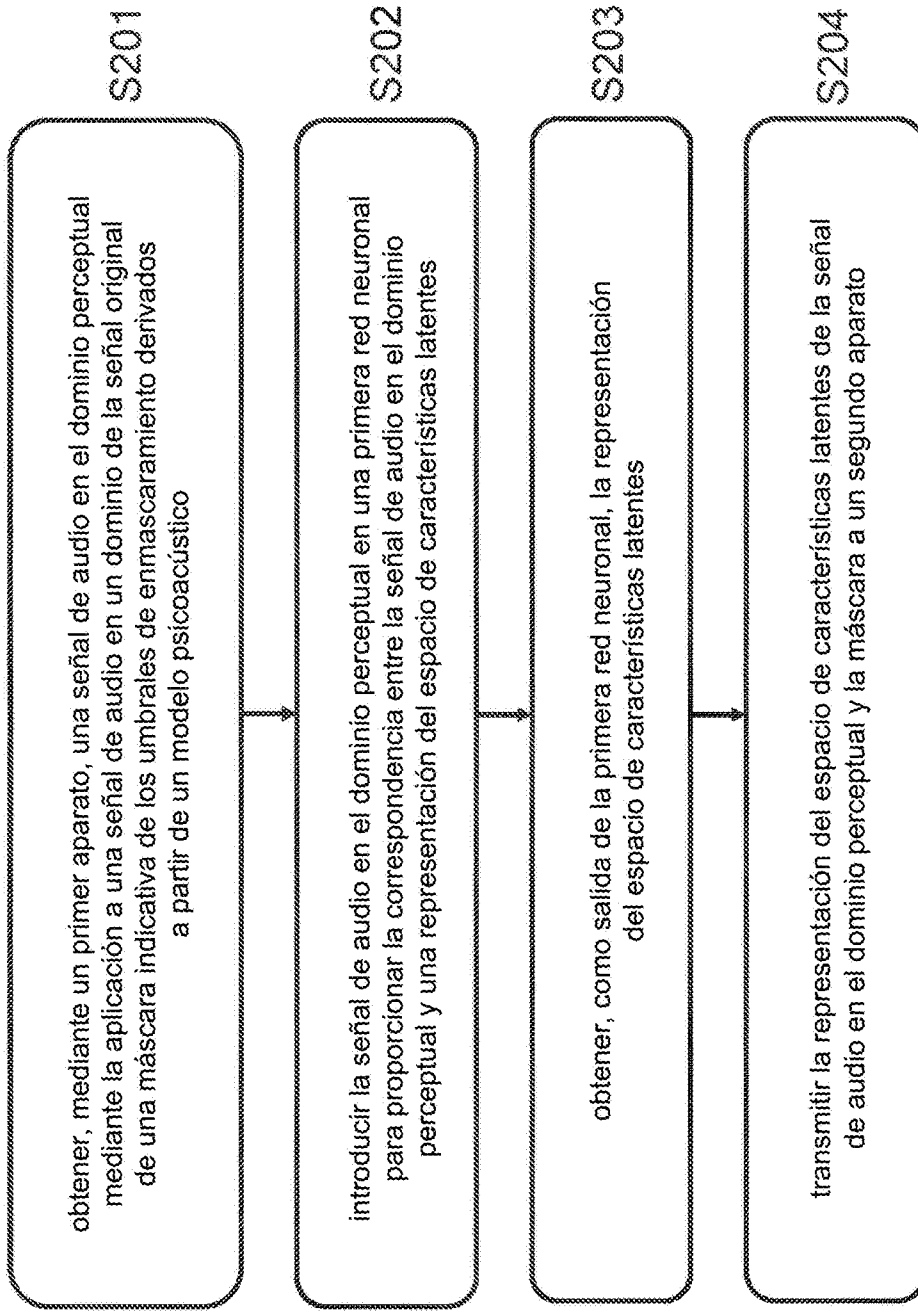 obtener, mediante un primer aparato, una señal de audio en el dominio perceptual
mediante la aplicación a una señal de audio en un dominio de la señal original
de una máscara indicativa de los umbrales de enmascaramiento derivados
a partir de un modelo psicoacústico
S201
introducir la señal de audio en el dominio perceptual en una primera red neuronal
para proporcionar la correspondencia entre la señal de audio en el dominio
perceptual y una representación del espacio de características latentes
S202
obtener, como salida de la primera red neuronal, la representación
del espacio de características latentes
S203
transmitir la representación del espacio de características latentes de la señal
de audio en el dominio perceptual y la máscara a un segundo aparato
S204